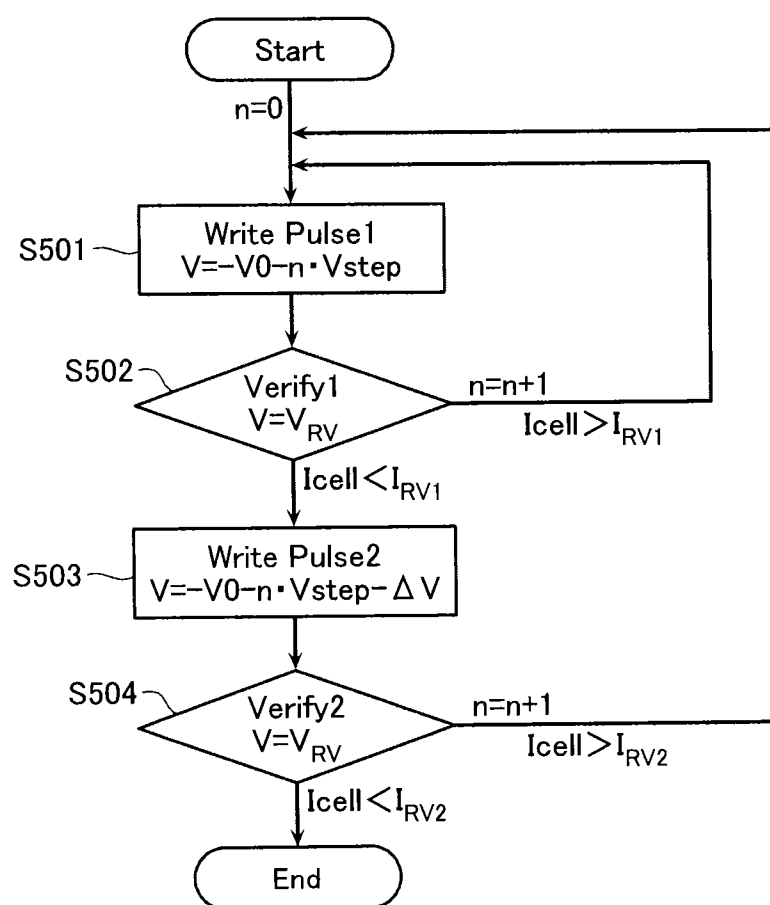 Start
n=0
S501
Write Pulse1
V=-V0-n・Vstep
S502
Verify1
V=V_RV
n=n+1
Icell>I_RV1
Icell<I_RV1
S503
Write Pulse2
V=-V0-n・Vstep-ΔV
S504
Verify2
V=V_RV
n=n+1
Icell>I_RV2
Icell<I_RV2
End